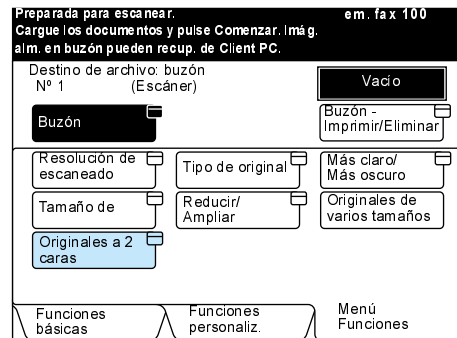 Preparada para escanear. em. fax 100
Cargue los documentos y pulse Comenzar. Imág.
alm. en buzón pueden recup. de Client PC.
Destino de archivo: buzón
Nº 1 (Escáner)
Vacío
Buzón
Buzón -
Imprimir/Eliminar
Resolución de
escaneado
Tipo de original
Más claro/
Más oscuro
Tamaño de
Reducir/
Ampliar
Originales de
varios tamaños
Originales a 2
caras
Funciones
básicas
Funciones
personaliz.
Menú
Funciones